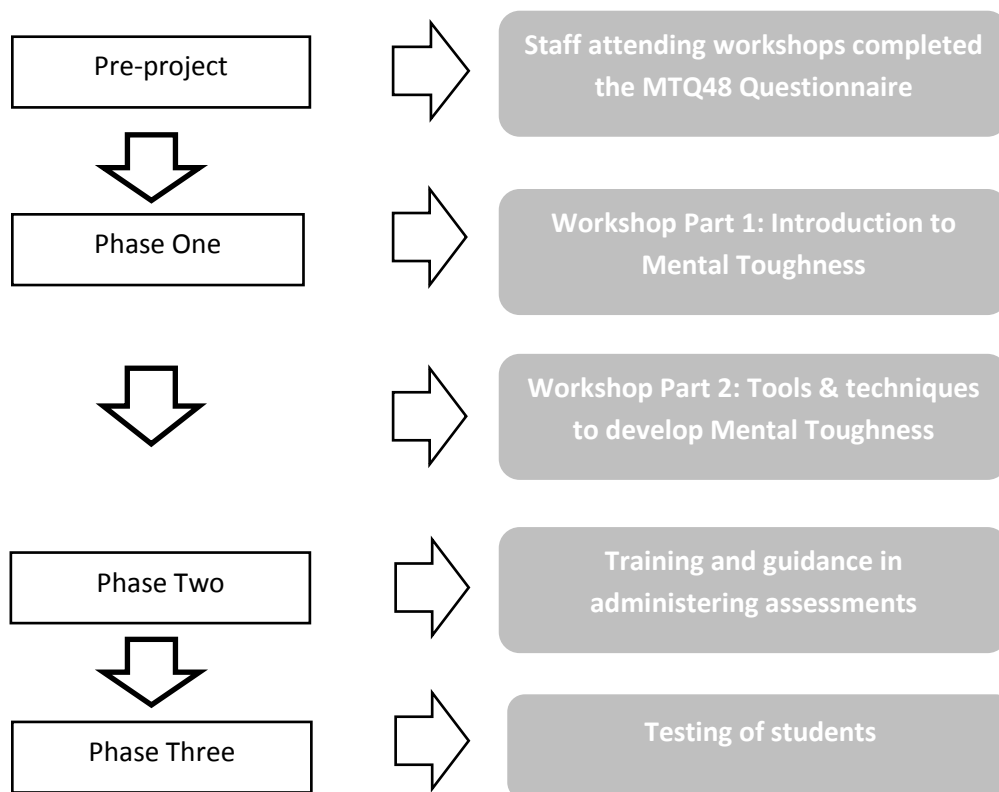 Pre-project
Staff attending workshops completed
the MTQ48 Questionnaire
Phase One
Workshop Part 1: Introduction to
Mental Toughness
Workshop Part 2: Tools & techniques
to develop Mental Toughness
Phase Two
Training and guidance in
administering assessments
Phase Three
Testing of students